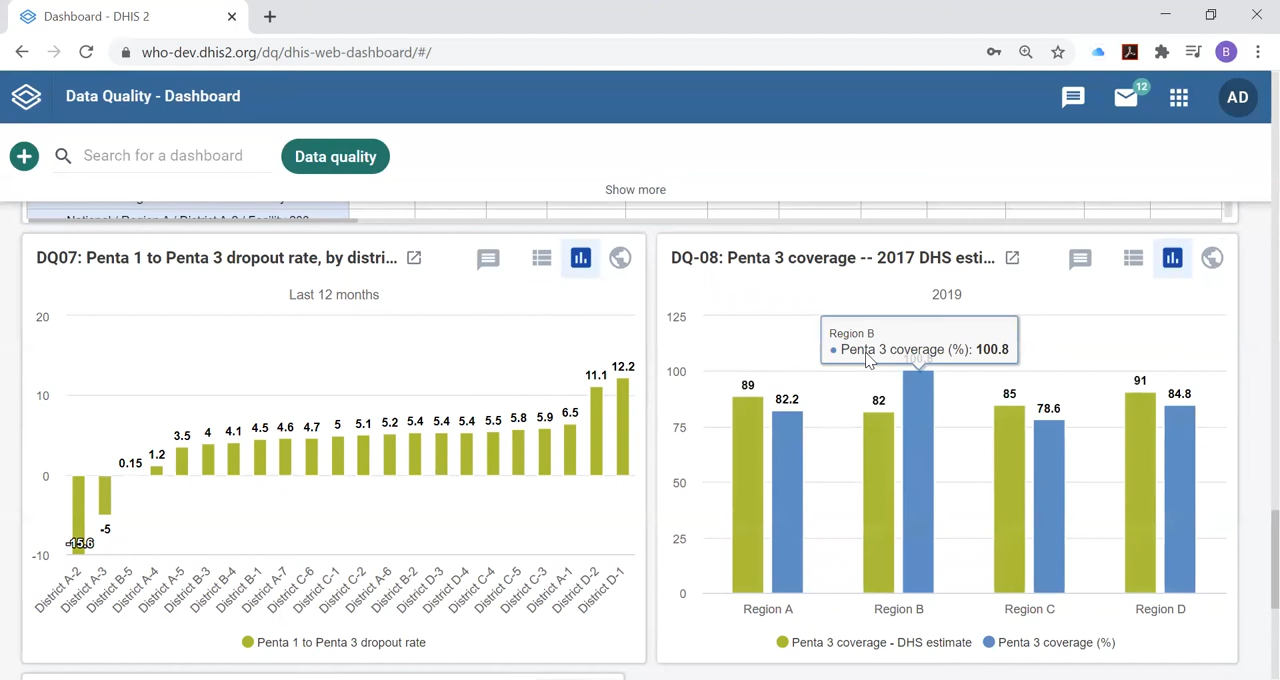 Dashboard - DHIS 2
who-dev.dhis2.org/dq/dhis-web-dashboard/#/
B
Data Quality - Dashboard
12
AD
Search for a dashboard
Data quality
Show more
National / Region A / District A-2 / Facility
DQ07: Penta 1 to Penta 3 dropout rate, by distri...
Last 12 months
20
10
0
-10
-15.6
-5
0.15
1.2
3.5
4
4.1
4.5
4.6
4.7
5
5.1
5.2
5.4
5.4
5.4
5.5
5.8
5.9
6.5
11.1
12.2
District A-2
District A-3
District B-5
District A-4
District A-5
District B-3
District B-4
District B-1
District A-7
District C-6
District C-1
District C-2
District A-6
District B-2
District D-3
District D-4
District C-4
District C-5
District C-3
District A-1
District D-2
District D-1
Penta 1 to Penta 3 dropout rate
DQ-08: Penta 3 coverage -- 2017 DHS esti...
2019
125
100
75
50
25
0
Region B
Penta 3 coverage (%): 100.8
100.8
89
82.2
82
85
78.6
91
84.8
Region A
Region B
Region C
Region D
Penta 3 coverage - DHS estimate
Penta 3 coverage (%)